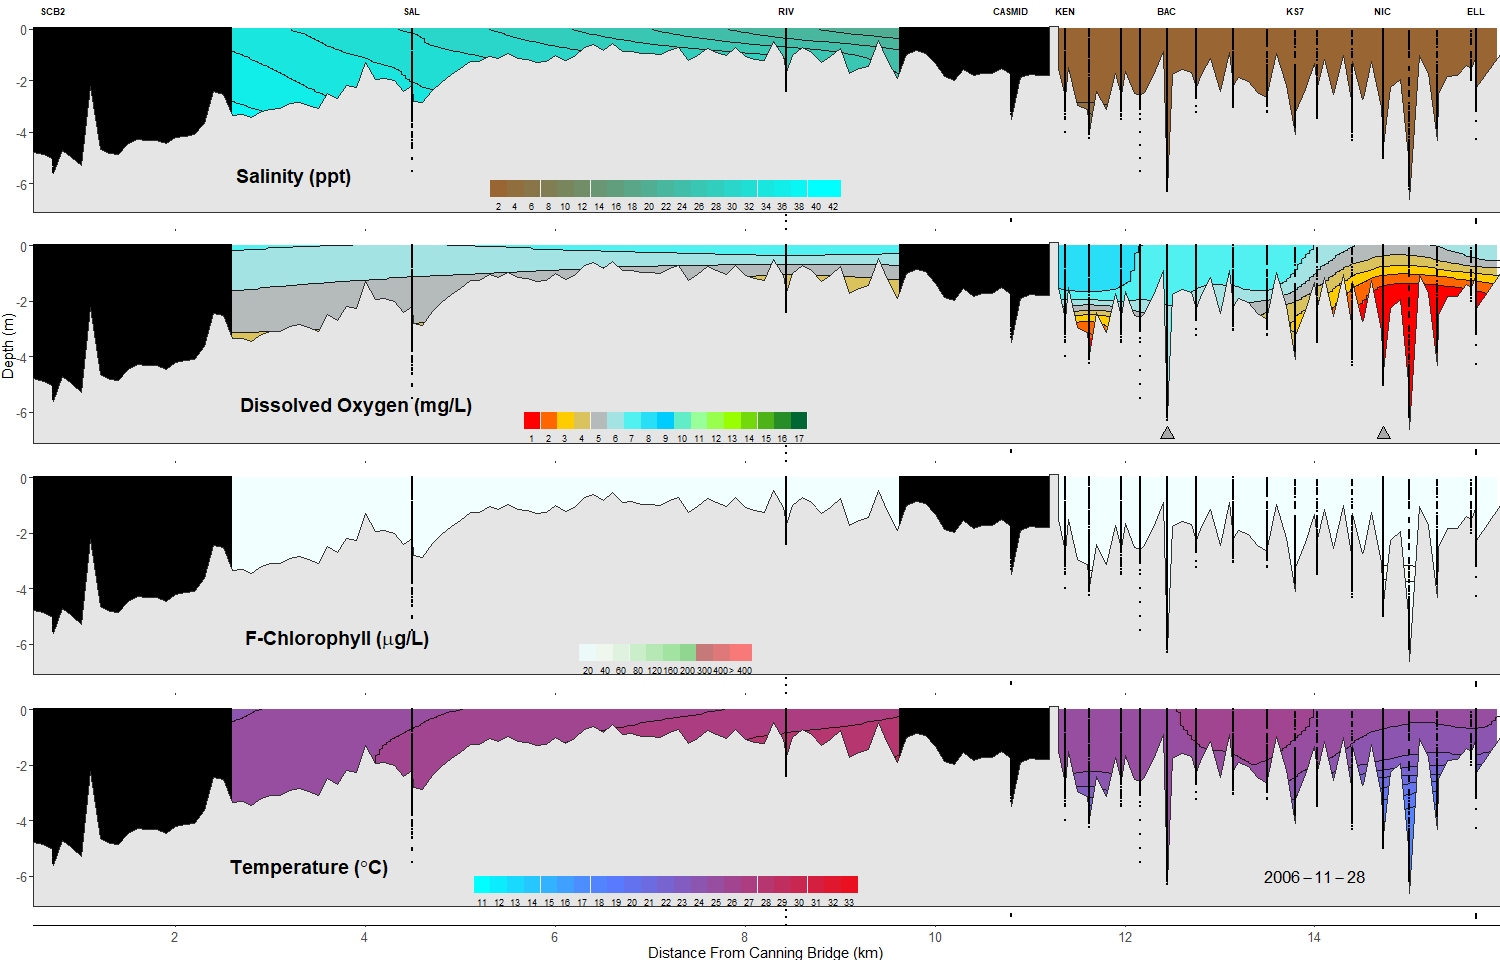 SCB2 SAL RIV CASMID KEN BAC KS7 NIC ELL
0
-2
-4
-6
Salinity (ppt)
2 4 6 8 10 12 14 16 18 20 22 24 26 28 30 32 34 36 38 40 42
0
-2
-4
-6
Dissolved Oxygen (mg/L)
1 2 3 4 5 6 7 8 9 10 11 12 13 14 15 16 17
Depth (m)
0
-2
-4
-6
F-Chlorophyll (µg/L)
20 40 60 80 120 160 200 300 400 > 400
0
-2
-4
-6
Temperature (°C)
2006–11–28
11 12 13 14 15 16 17 18 19 20 21 22 23 24 25 26 27 28 29 30 31 32 33
2 4 6 8 10 12 14
Distance From Canning Bridge (km)